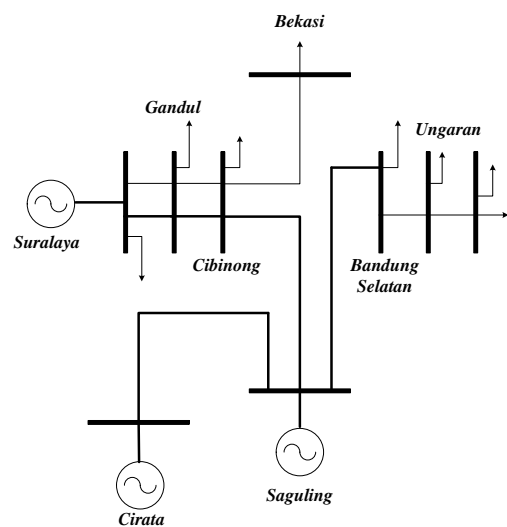 Bekasi
Gandul
Ungaran
Suralaya
Cibinong
Bandung
Selatan
Saguling
Cirata